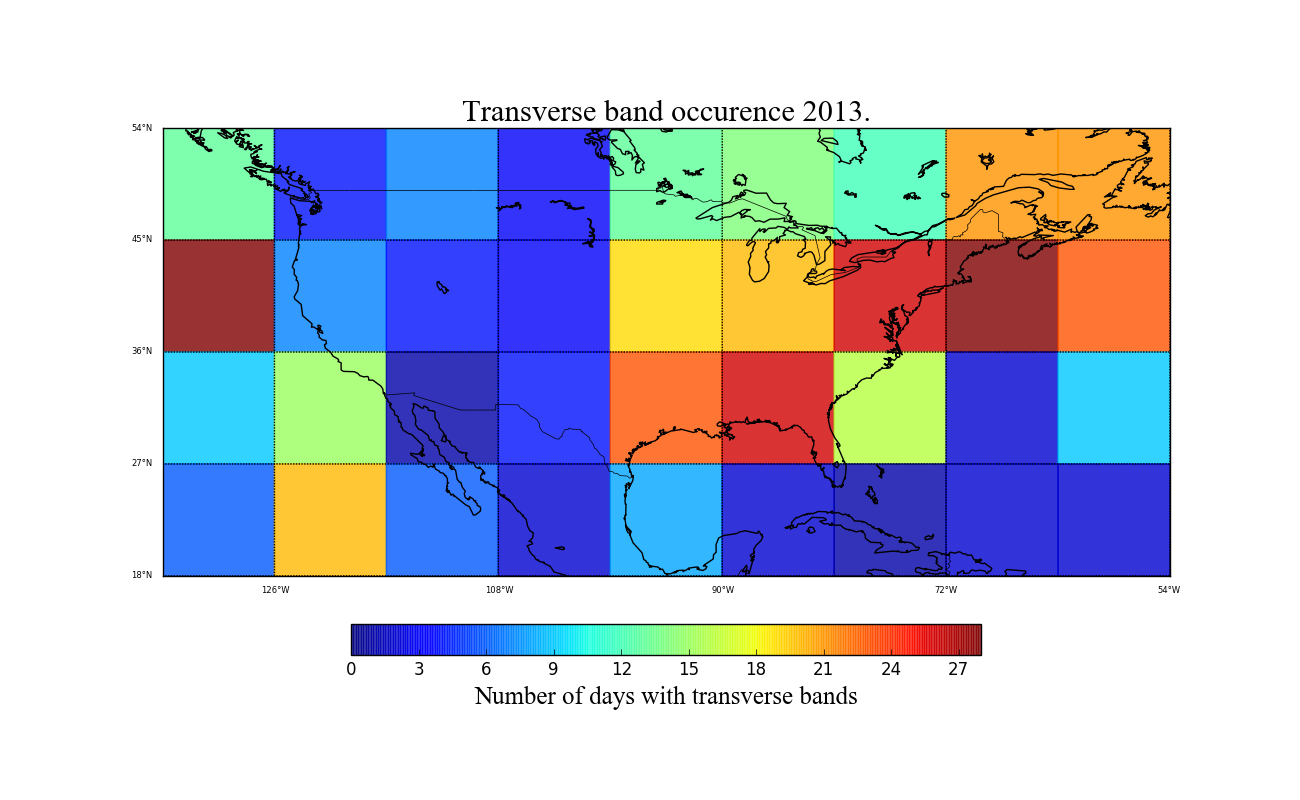 Transverse band occurence 2013.
54°N
45°N
36°N
27°N
18°N
126°W 108°W 90°W 72°W 54°W
0 3 6 9 12 15 18 21 24 27
Number of days with transverse bands